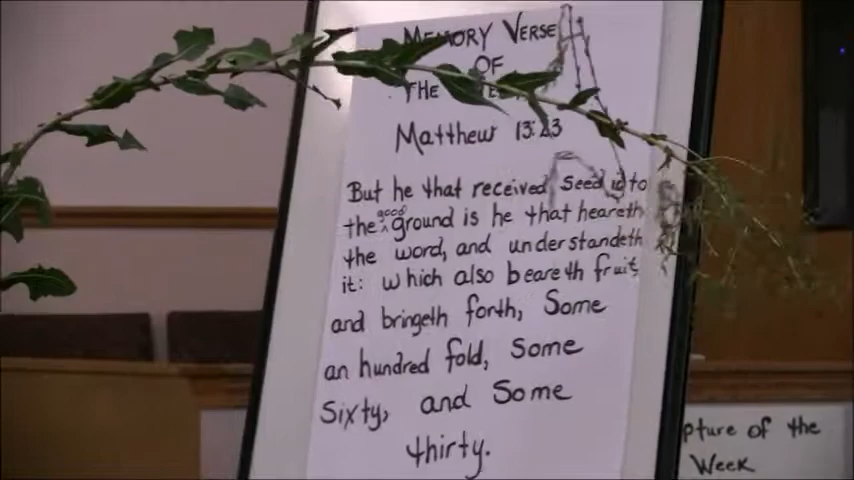 Memory Verse
of
The
Matthew 13:23
But he that received seed into
the good ground is he that heareth
the word, and understandeth
it: which also beareth fruit,
and bringeth forth, Some
an hundred fold, Some
Sixty, and Some
thirty.
pture of the
Week